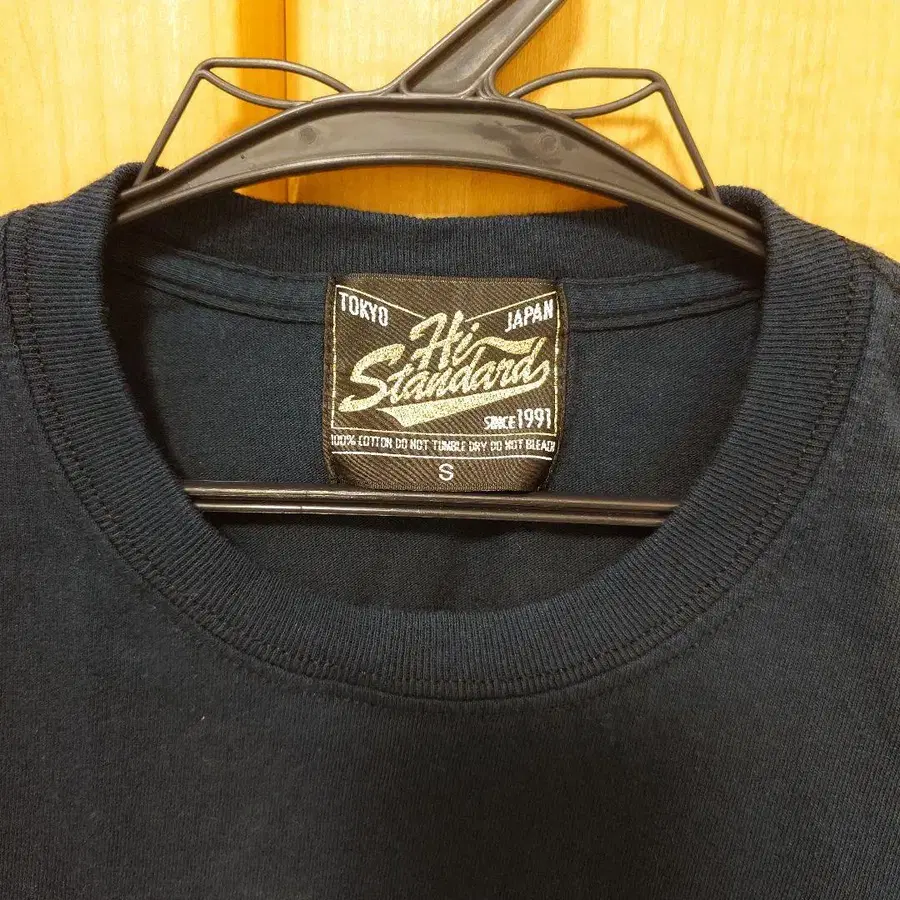 TOKYO JAPAN
Hi-
Standard
SINCE 1991
100% COTTON DO NOT TUMBLE DRY DO NOT BLEACH
S